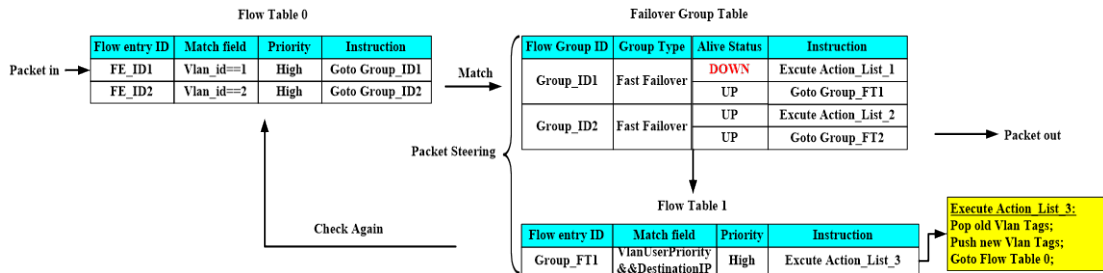 Flow Table 0
Failover Group Table
Flow entry ID Match field Priority Instruction
Packet in FE_ID1 Vlan_id==1 High Goto Group_ID1
FE_ID2 Vlan_id==2 High Goto Group_ID2
Match
Flow Group ID Group Type Alive Status Instruction
Group_ID1 Fast Failover DOWN Excute Action_List_1
UP Goto Group_FT1
Group_ID2 Fast Failover UP Excute Action_List_2
UP Goto Group_FT2
Packet out
Packet Steering
Flow Table 1
Check Again
Flow entry ID Match field Priority Instruction
Group_FT1 VlanUserPriority High Excute Action_List_3
&&DestinationIP
Execute Action_List_3:
Pop old Vlan Tags;
Push new Vlan Tags;
Goto Flow Table 0;